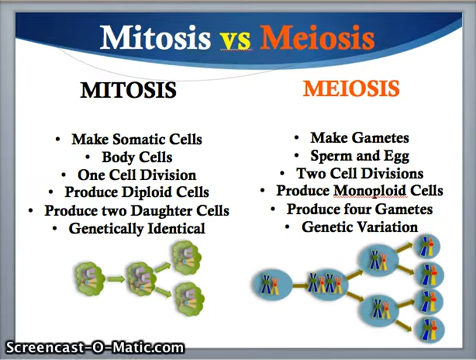 Mitosis vs Meiosis
MITOSIS
• Make Somatic Cells
• Body Cells
• One Cell Division
• Produce Diploid Cells
• Produce two Daughter Cells
• Genetically Identical
MEIOSIS
• Make Gametes
• Sperm and Egg
• Two Cell Divisions
• Produce Monoploid Cells
• Produce four Gametes
• Genetic Variation
Screencast-O-Matic.com